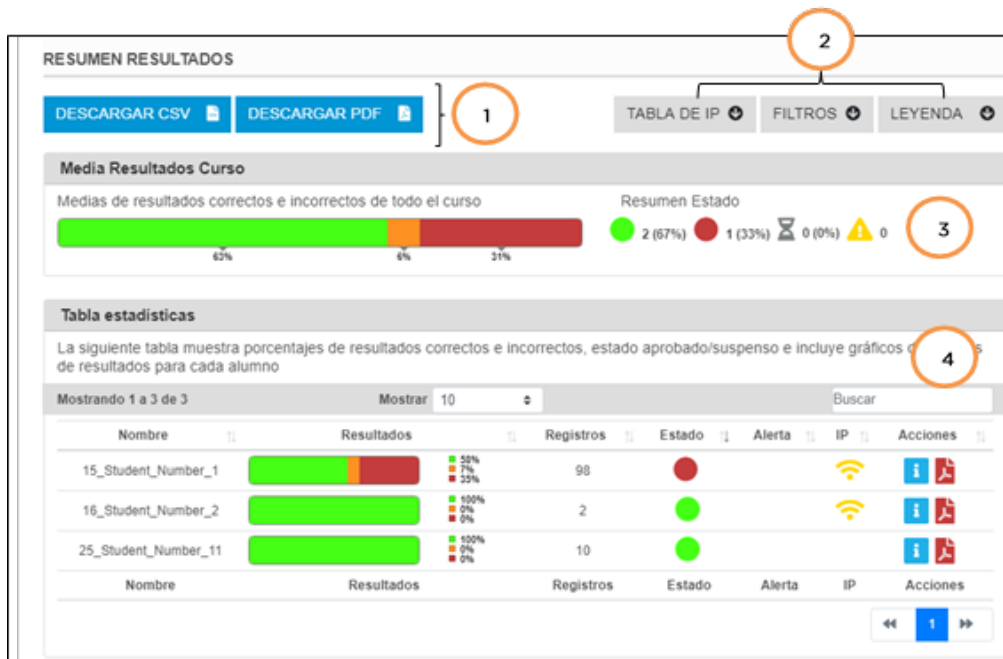 2
RESUMEN RESULTADOS
DESCARGAR CSV DESCARGAR PDF 1 TABLA DE IP FILTROS LEYENDA
Media Resultados Curso
Medias de resultados correctos e incorrectos de todo el curso Resumen Estado
2 (67%) 1 (33%) 0 (0%) 0 3
63% 6% 31%
Tabla estadísticas
La siguiente tabla muestra porcentajes de resultados correctos e incorrectos, estado aprobado/suspenso e incluye gráficos
4
de resultados para cada alumno
Mostrando 1 a 3 de 3 Mostrar 10 Buscar
Nombre Resultados Registros Estado Alerta IP Acciones
15_Student_Number_1 58% 7% 35% 98
16_Student_Number_2 100% 0% 0% 2
25_Student_Number_11 100% 0% 0% 10
Nombre Resultados Registros Estado Alerta IP Acciones
1